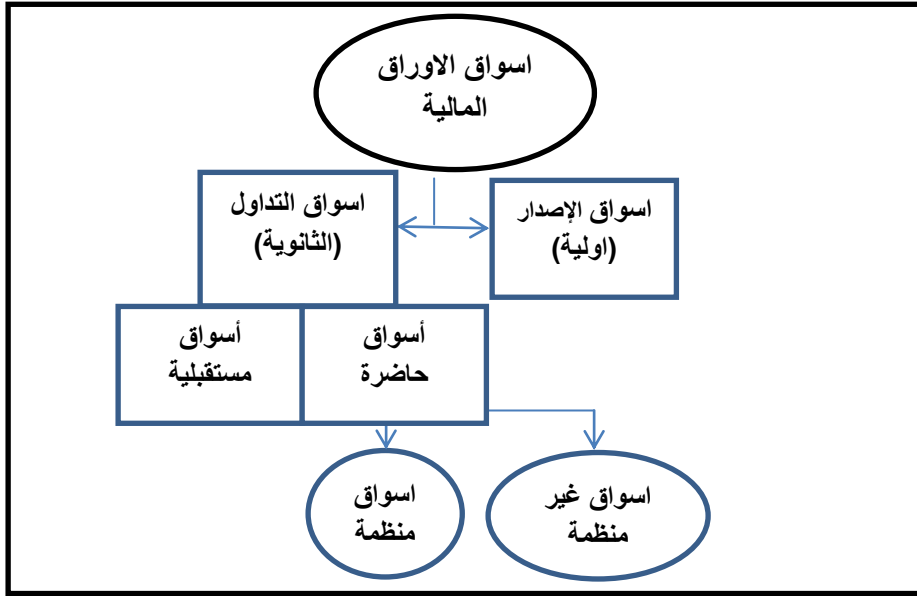 اسواق الاوراق
المالية
اسواق الإصدار
(اولية)
اسواق التداول
(الثانوية)
أسواق
حاضرة
أسواق
مستقبلية
اسواق غير
منظمة
اسواق
منظمة